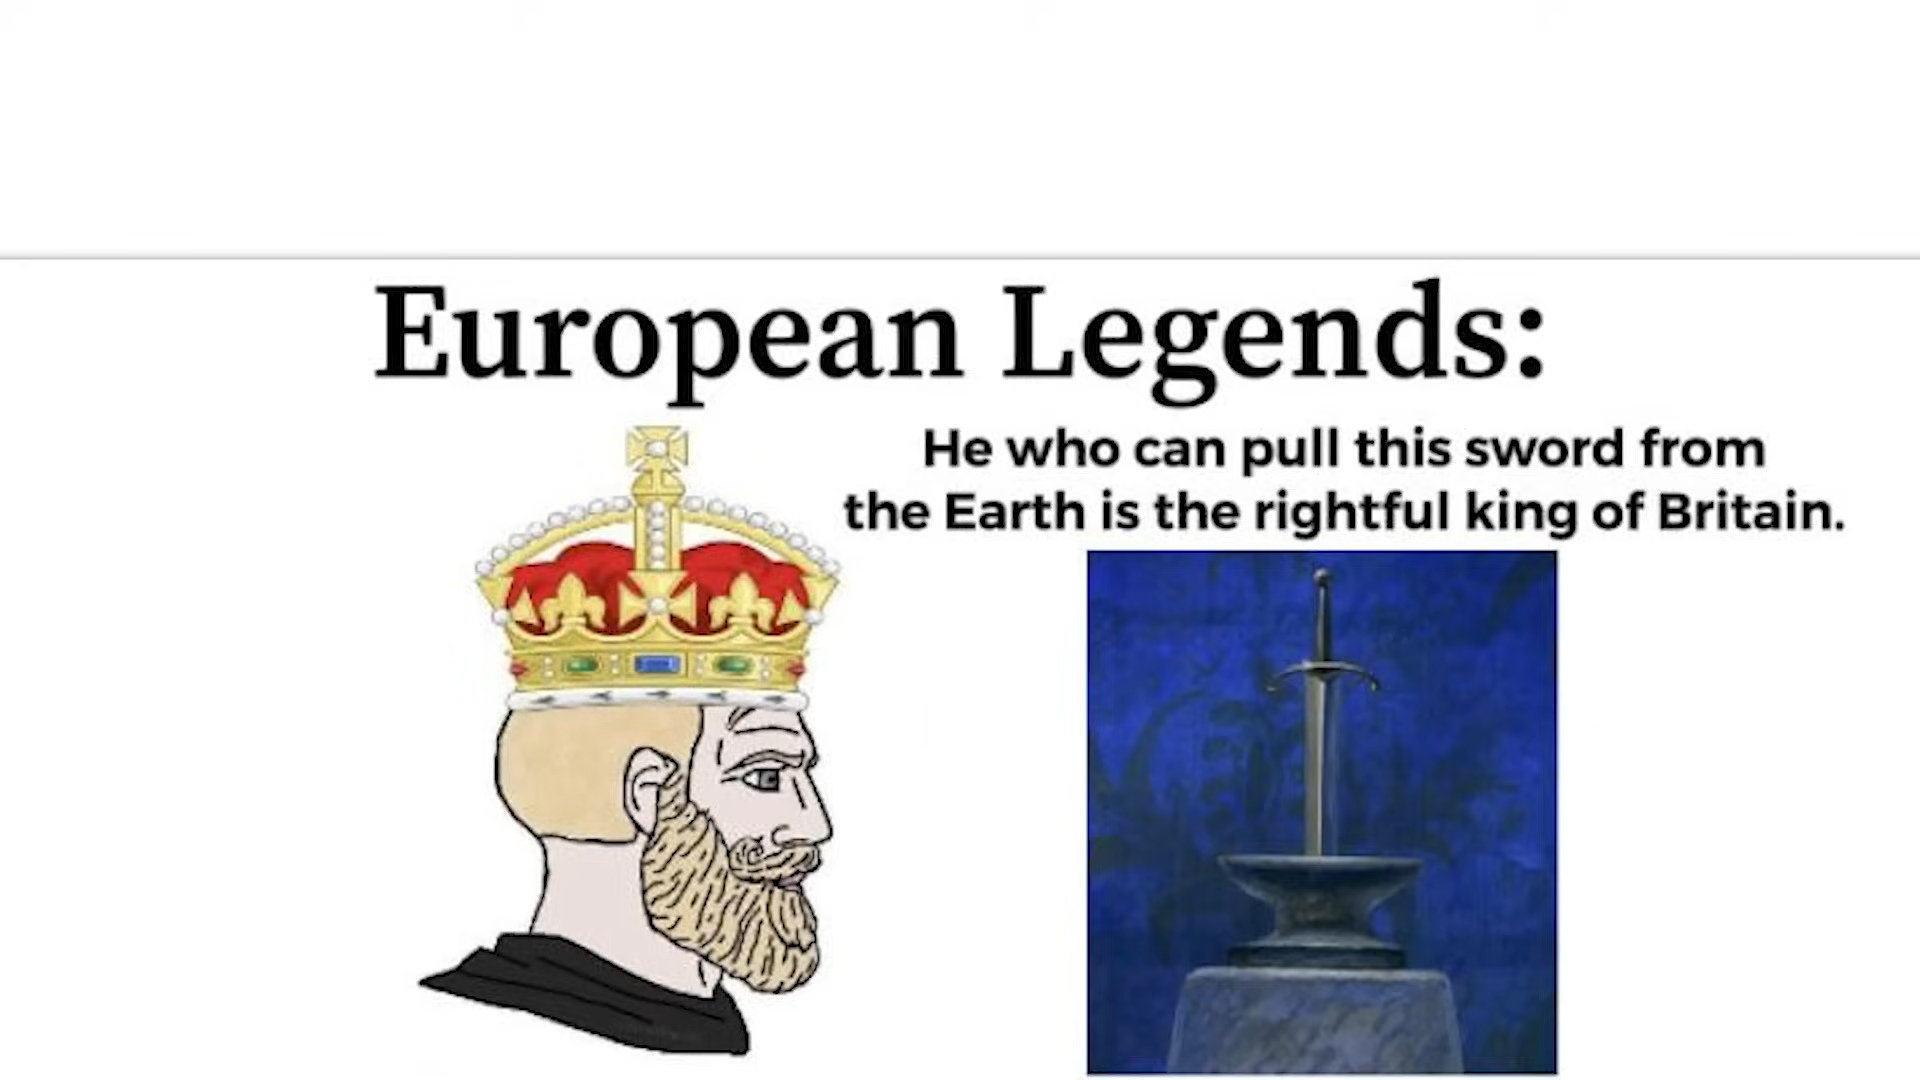 European Legends:
He who can pull this sword from
the Earth is the rightful king of Britain.